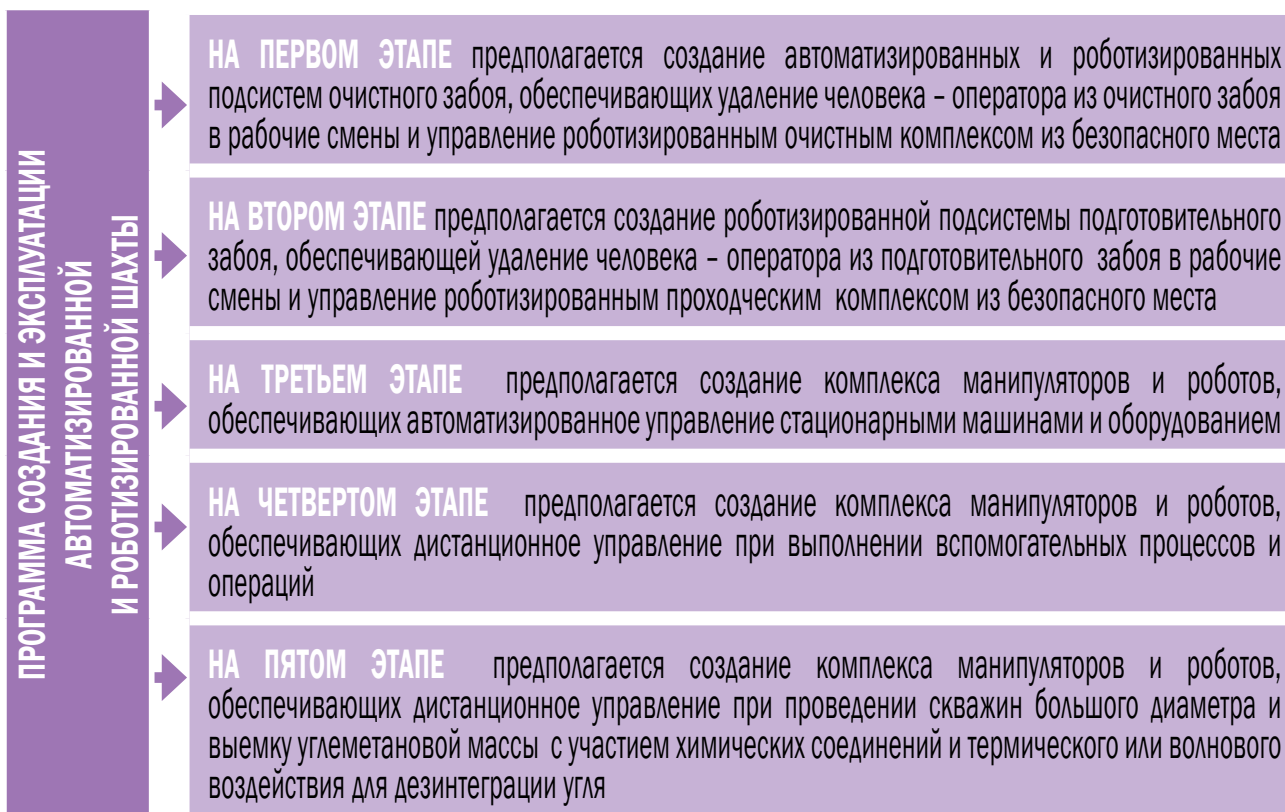 ПРОГРАММА СОЗДАНИЯ И ЭКСПЛУАТАЦИИ
АВТОМАТИЗИРОВАННОЙ
И РОБОТИЗИРОВАННОЙ ШАХТЫ
НА ПЕРВОМ ЭТАПЕ предполагается создание автоматизированных и роботизированных
подсистем очистного забоя, обеспечивающих удаление человека – оператора из очистного забоя
в рабочие смены и управление роботизированным очистным комплексом из безопасного места
НА ВТОРОМ ЭТАПЕ предполагается создание роботизированной подсистемы подготовительного
забоя, обеспечивающей удаление человека – оператора из подготовительного забоя в рабочие
смены и управление роботизированным проходческим комплексом из безопасного места
НА ТРЕТЬЕМ ЭТАПЕ предполагается создание комплекса манипуляторов и роботов,
обеспечивающих автоматизированное управление стационарными машинами и оборудованием
НА ЧЕТВЕРТОМ ЭТАПЕ предполагается создание комплекса манипуляторов и роботов,
обеспечивающих дистанционное управление при выполнении вспомогательных процессов и
операций
НА ПЯТОМ ЭТАПЕ предполагается создание комплекса манипуляторов и роботов,
обеспечивающих дистанционное управление при проведении скважин большого диаметра и
выемку углеметановой массы с участием химических соединений и термического или волнового
воздействия для дезинтеграции угля